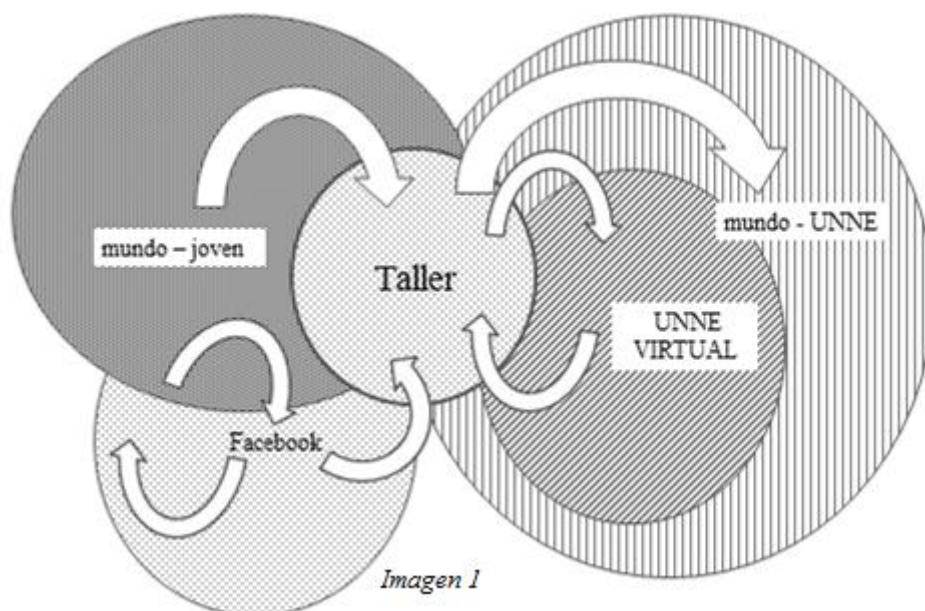 mundo – joven
Taller
mundo - UNNE
UNNE
VIRTUAL
Facebook
Imagen 1